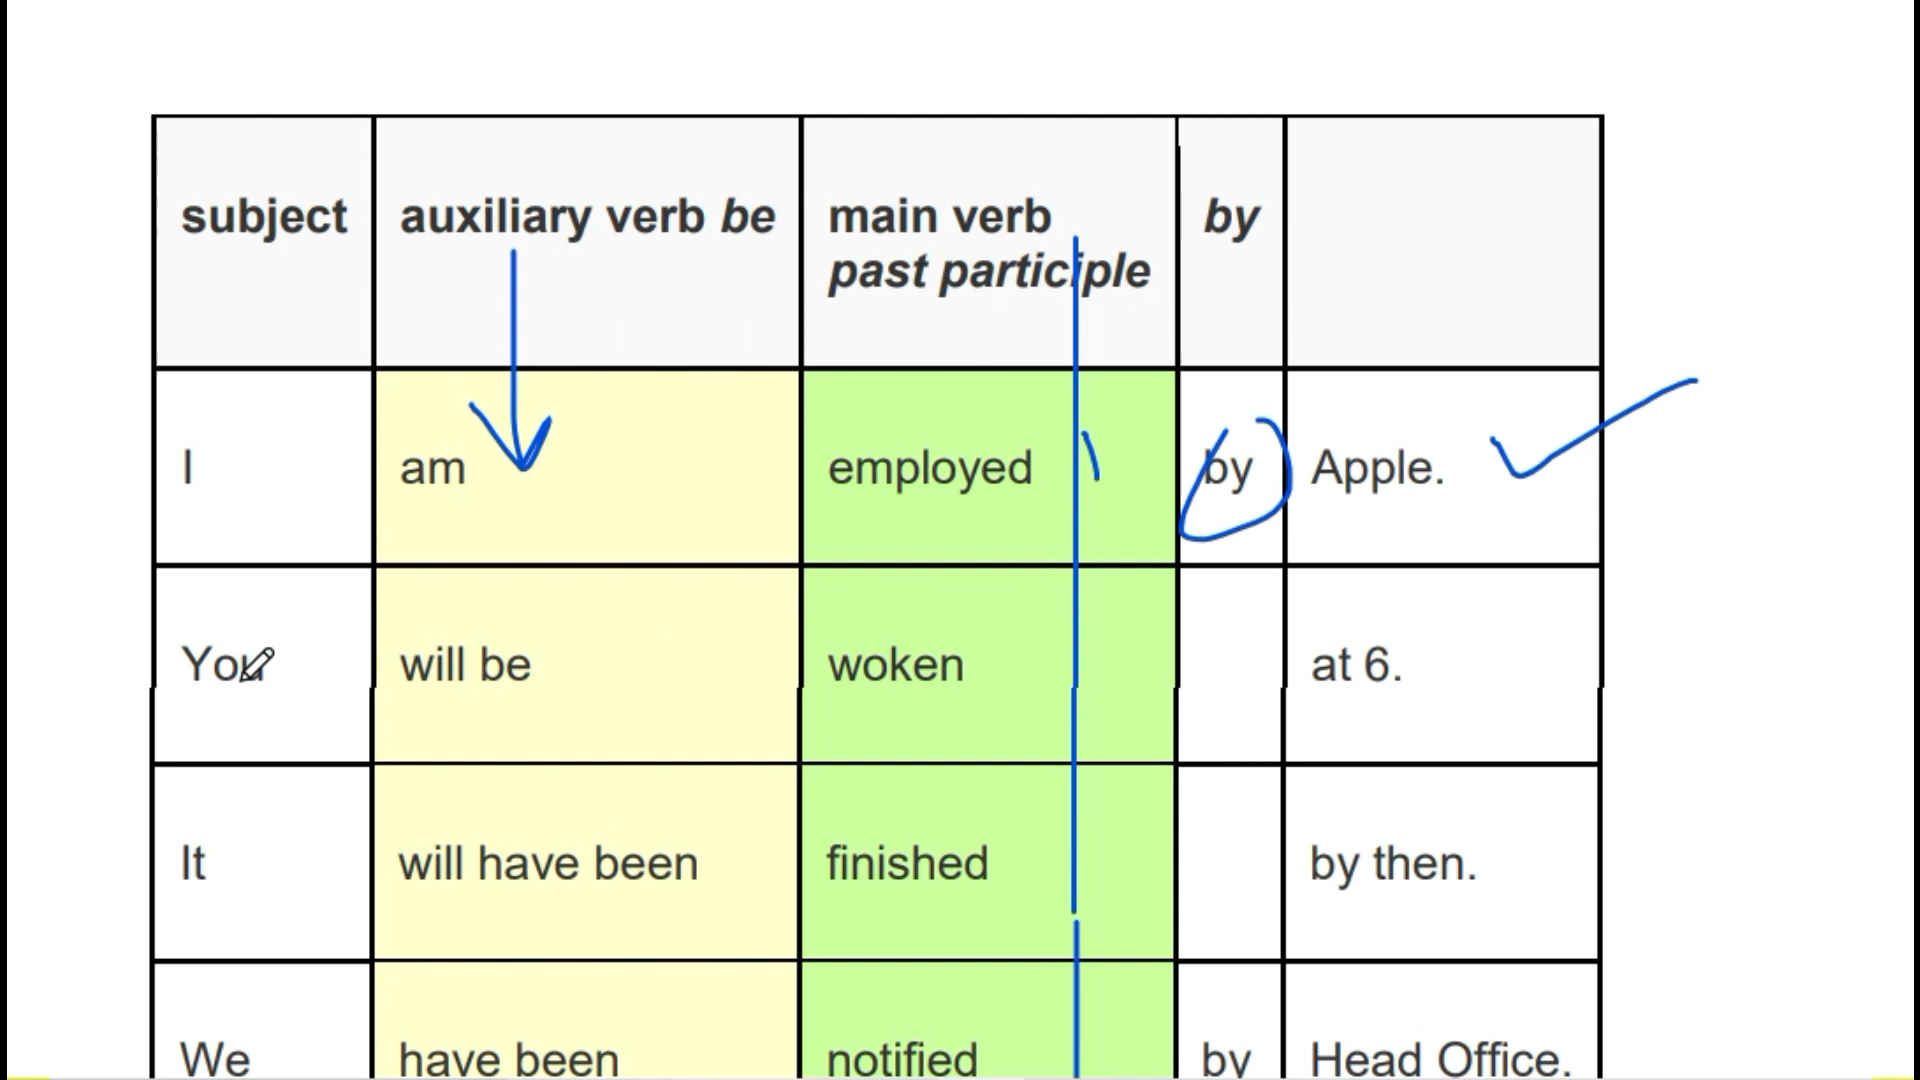 subject auxiliary verb be main verb by
past participle
I am employed by Apple.
You will be woken at 6.
It will have been finished by then.
We have been notified by Head Office.